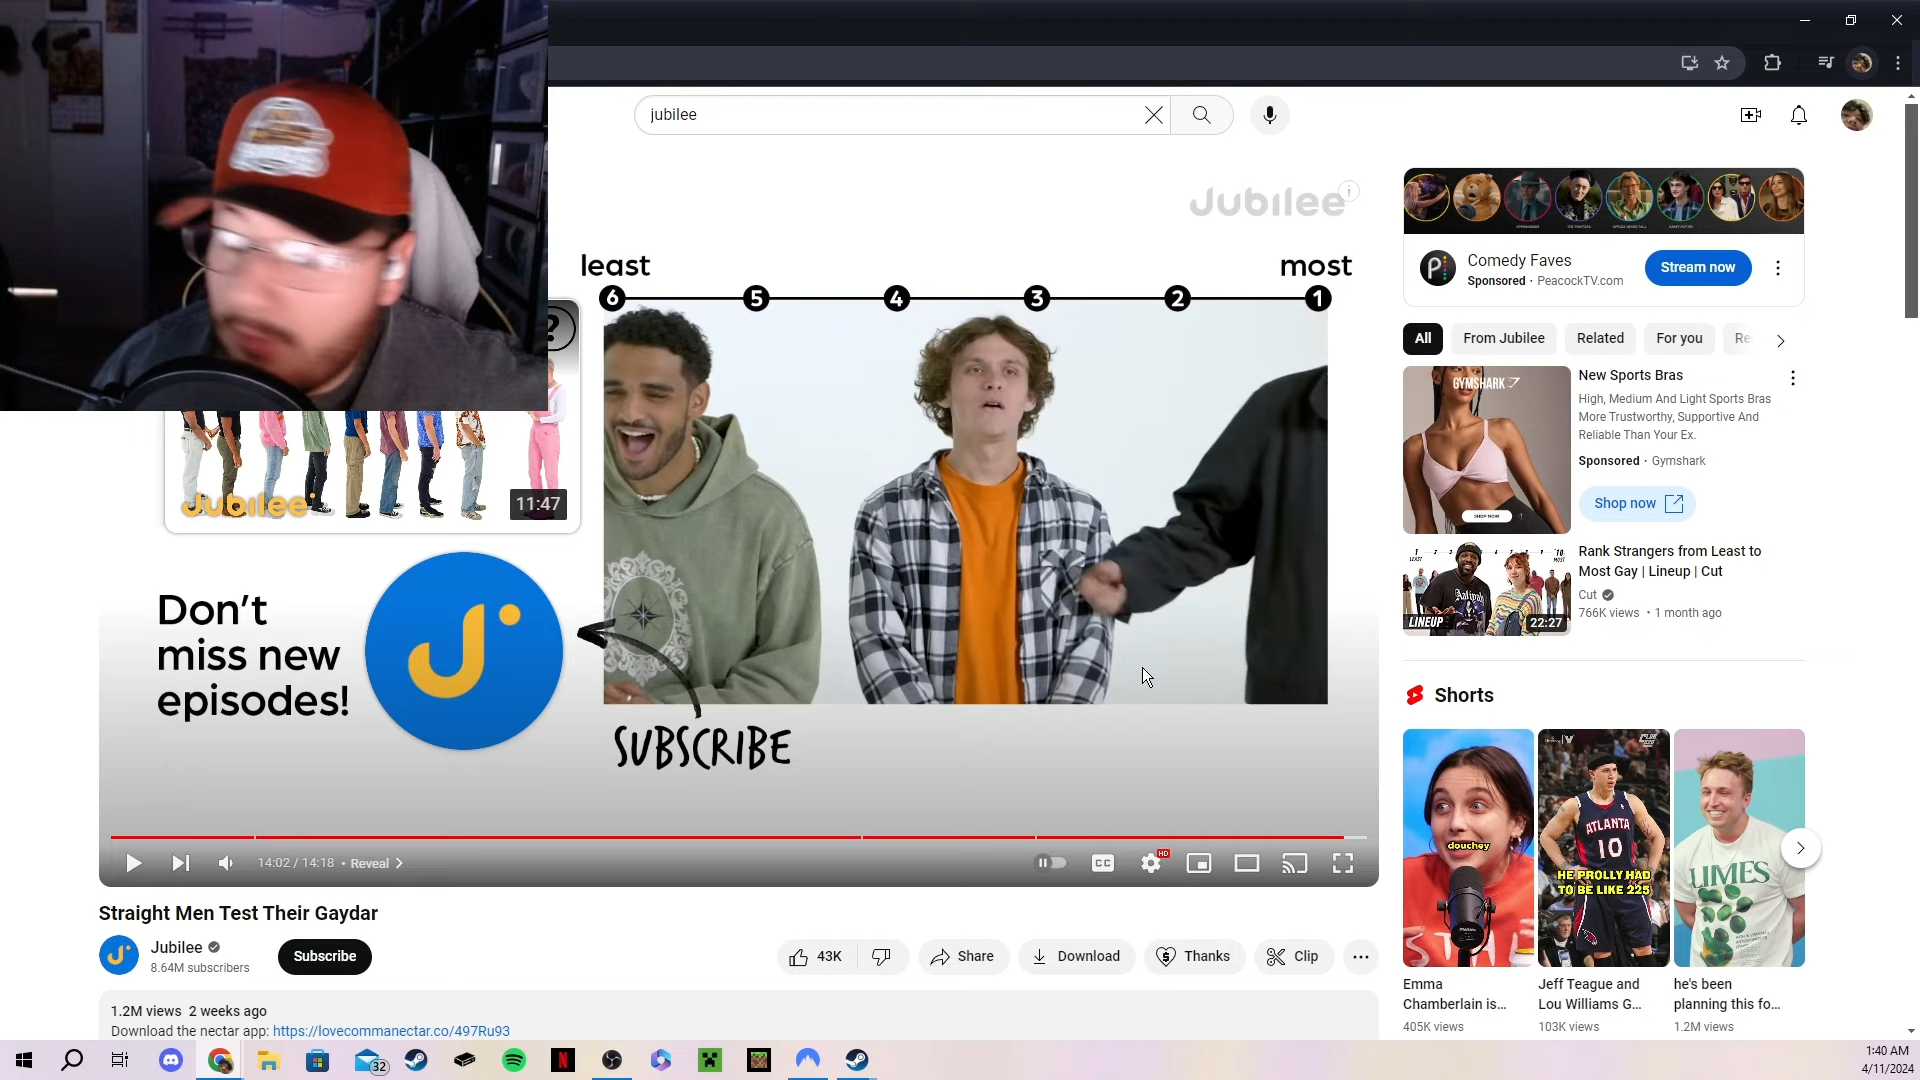 jubilee
Jubilee
least
most
6 5 4 3 2 1
?
Jubilee
11:47
Don't
miss new
episodes!
SUBSCRIBE
14:02 / 14:18 • Reveal
CC
HD
Straight Men Test Their Gaydar
Jubilee
8.64M subscribers
Subscribe
43K
Share
Download
Thanks
Clip
1.2M views 2 weeks ago
Download the nectar app: https://lovecommanectar.co/497Ru93
Comedy Faves
Sponsored · PeacockTV.com
Stream now
All
From Jubilee
Related
For you
Re
GYMSHARK
SHOP NOW
New Sports Bras
High, Medium And Light Sports Bras
More Trustworthy, Supportive And
Reliable Than Your Ex.
Sponsored · Gymshark
Shop now
LINEUP
22:27
Rank Strangers from Least to
Most Gay | Lineup | Cut
Cut
766K views • 1 month ago
Shorts
douchey
ATLANTA
10
HE PROLLY HAD
TO BE LIKE 225
LIMES
Emma
Chamberlain is...
405K views
Jeff Teague and
Lou Williams G...
103K views
he's been
planning this fo...
1.2M views
32
1:40 AM
4/11/2024